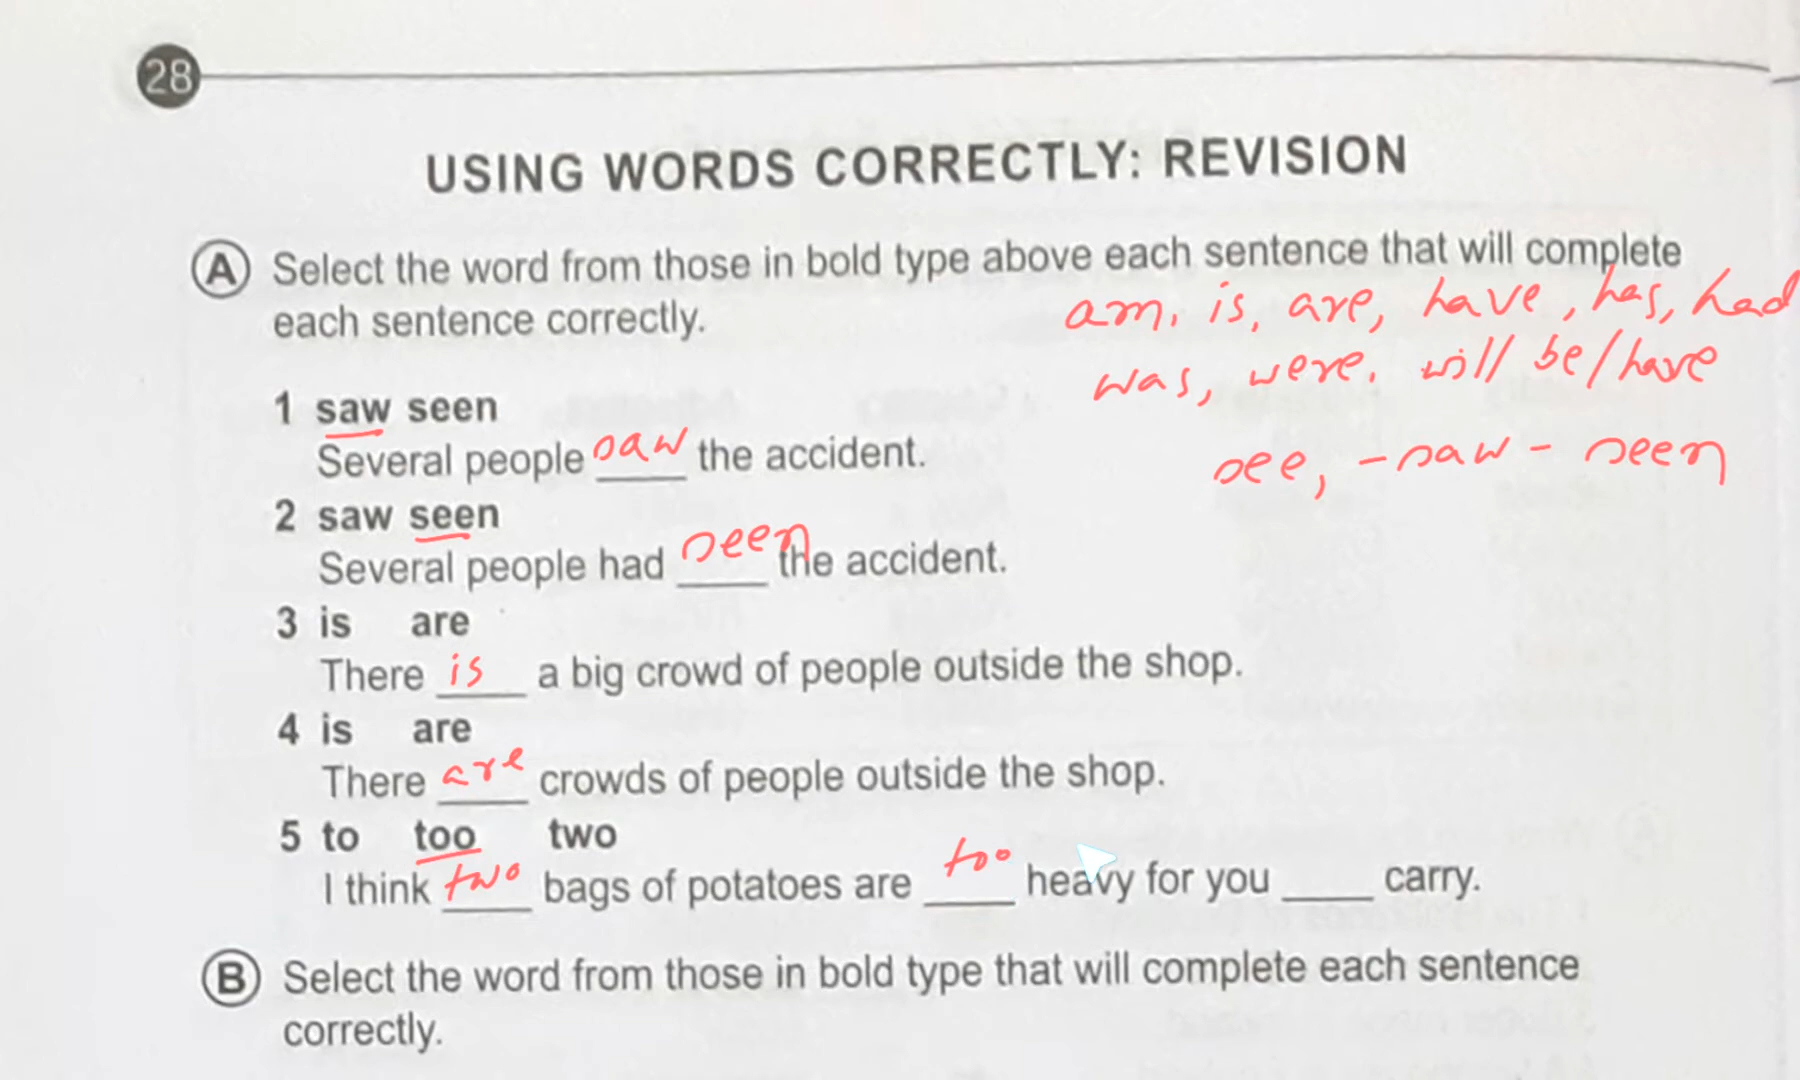 28
USING WORDS CORRECTLY: REVISION
A Select the word from those in bold type above each sentence that will complete
each sentence correctly.
am, is, are, have, has, had
was, were. will be/have
see, - saw - seen
1 saw seen
Several people saw the accident.
2 saw seen
Several people had seen the accident.
3 is are
There is a big crowd of people outside the shop.
4 is are
There are crowds of people outside the shop.
5 to too two
I think two bags of potatoes are too heavy for you ____ carry.
B Select the word from those in bold type that will complete each sentence
correctly.